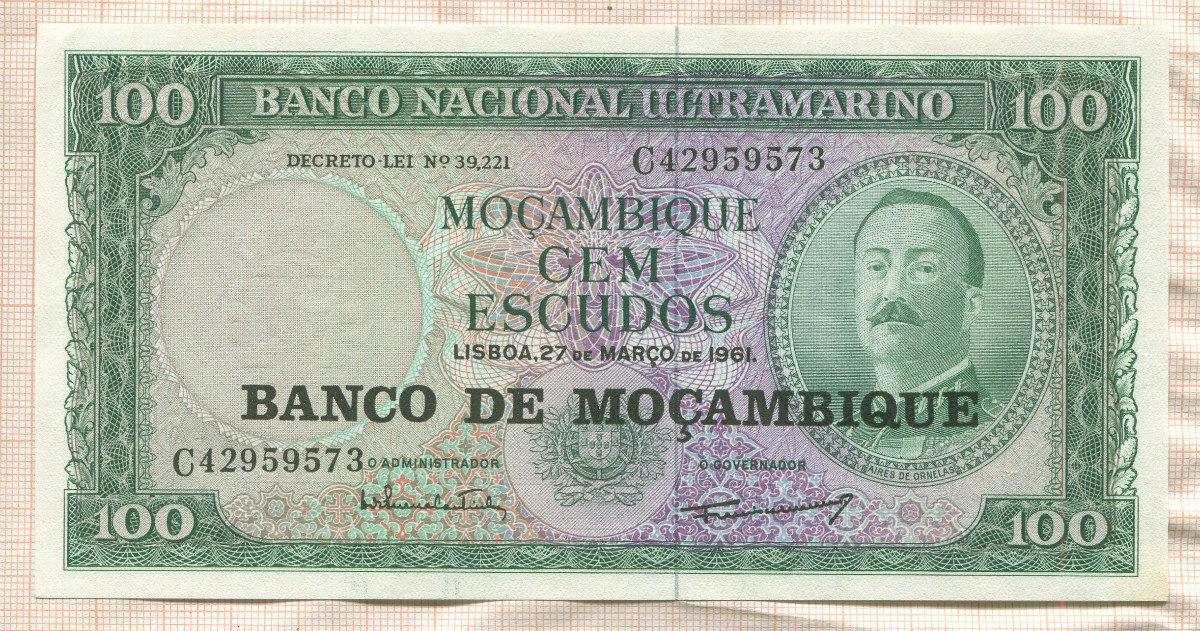 100 BANCO NACIONAL ULTRAMARINO 100
DECRETO-LEI Nº 39,221 C42959573
MOÇAMBIQUE
CEM
ESCUDOS
LISBOA, 27 DE MARÇO DE 1961.
BANCO DE MOÇAMBIQUE
C42959573 O ADMINISTRADOR O GOVERNADOR
AIRES DE ORNELAS
100 100